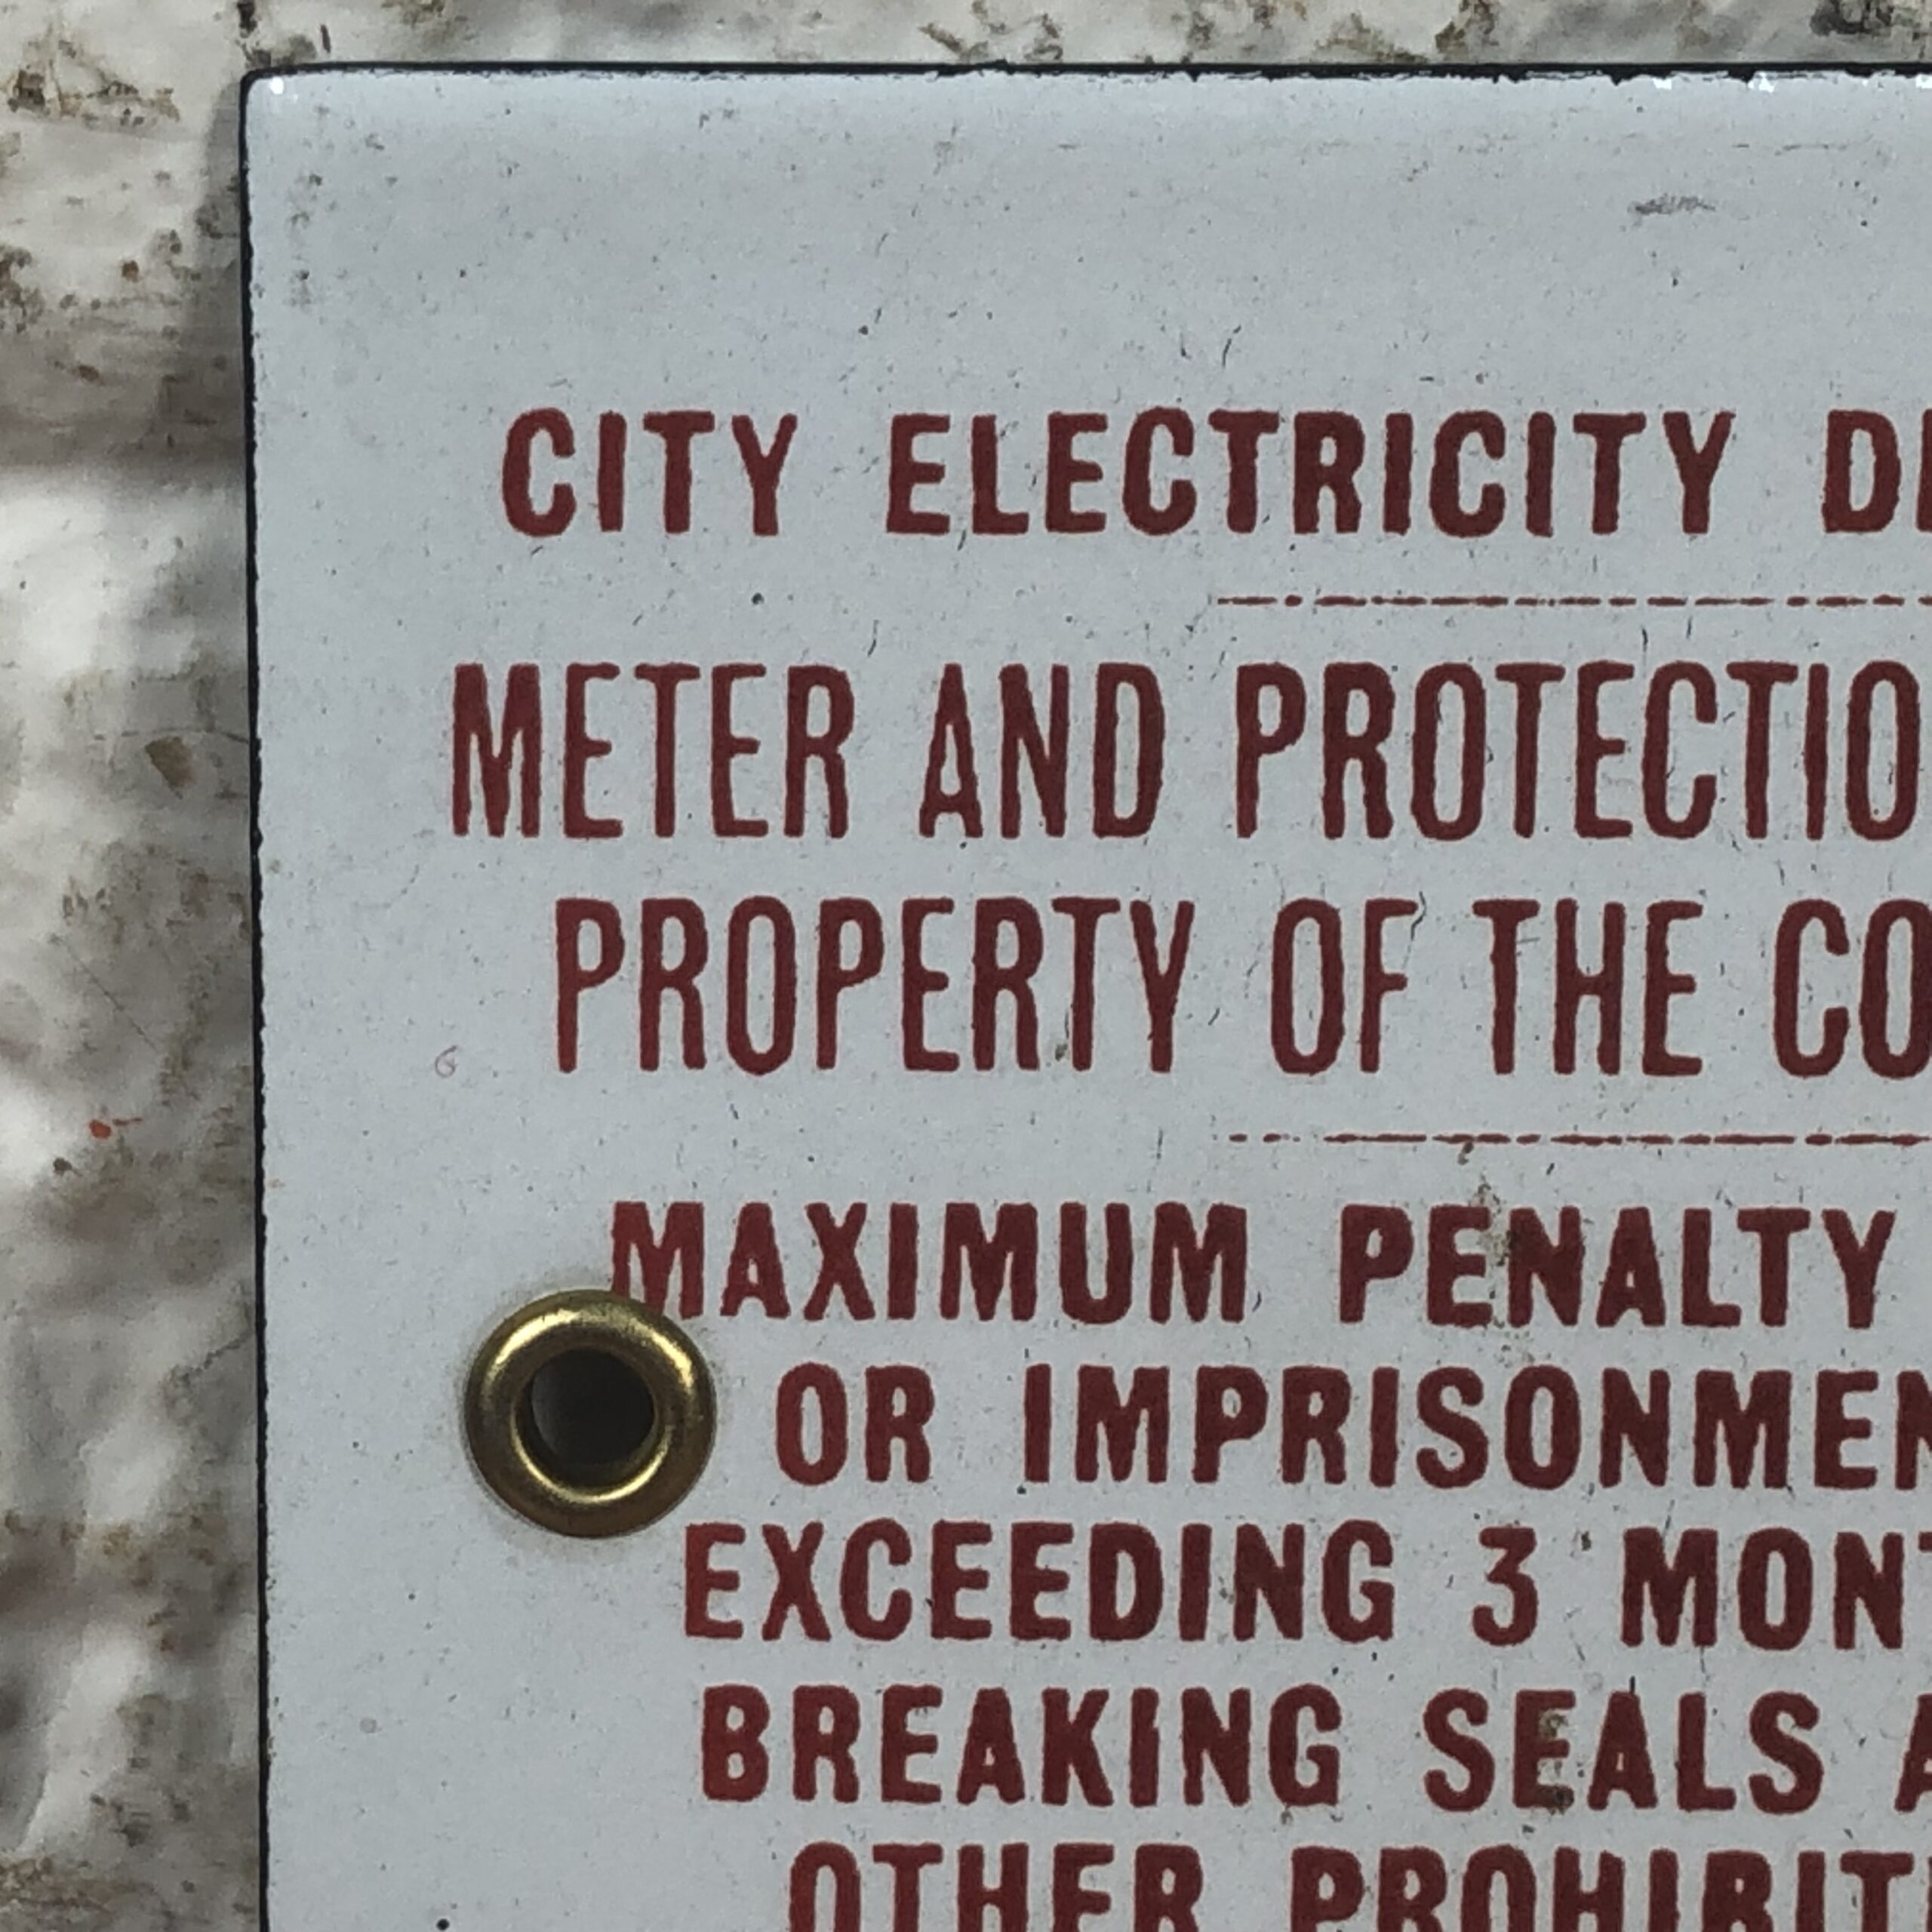 CITY ELECTRICITY
METER AND
PROPERTY OF THE
MAXIMUM PENALTY
OR
EXCEEDING 3
BREAKING SEALS
OTHER